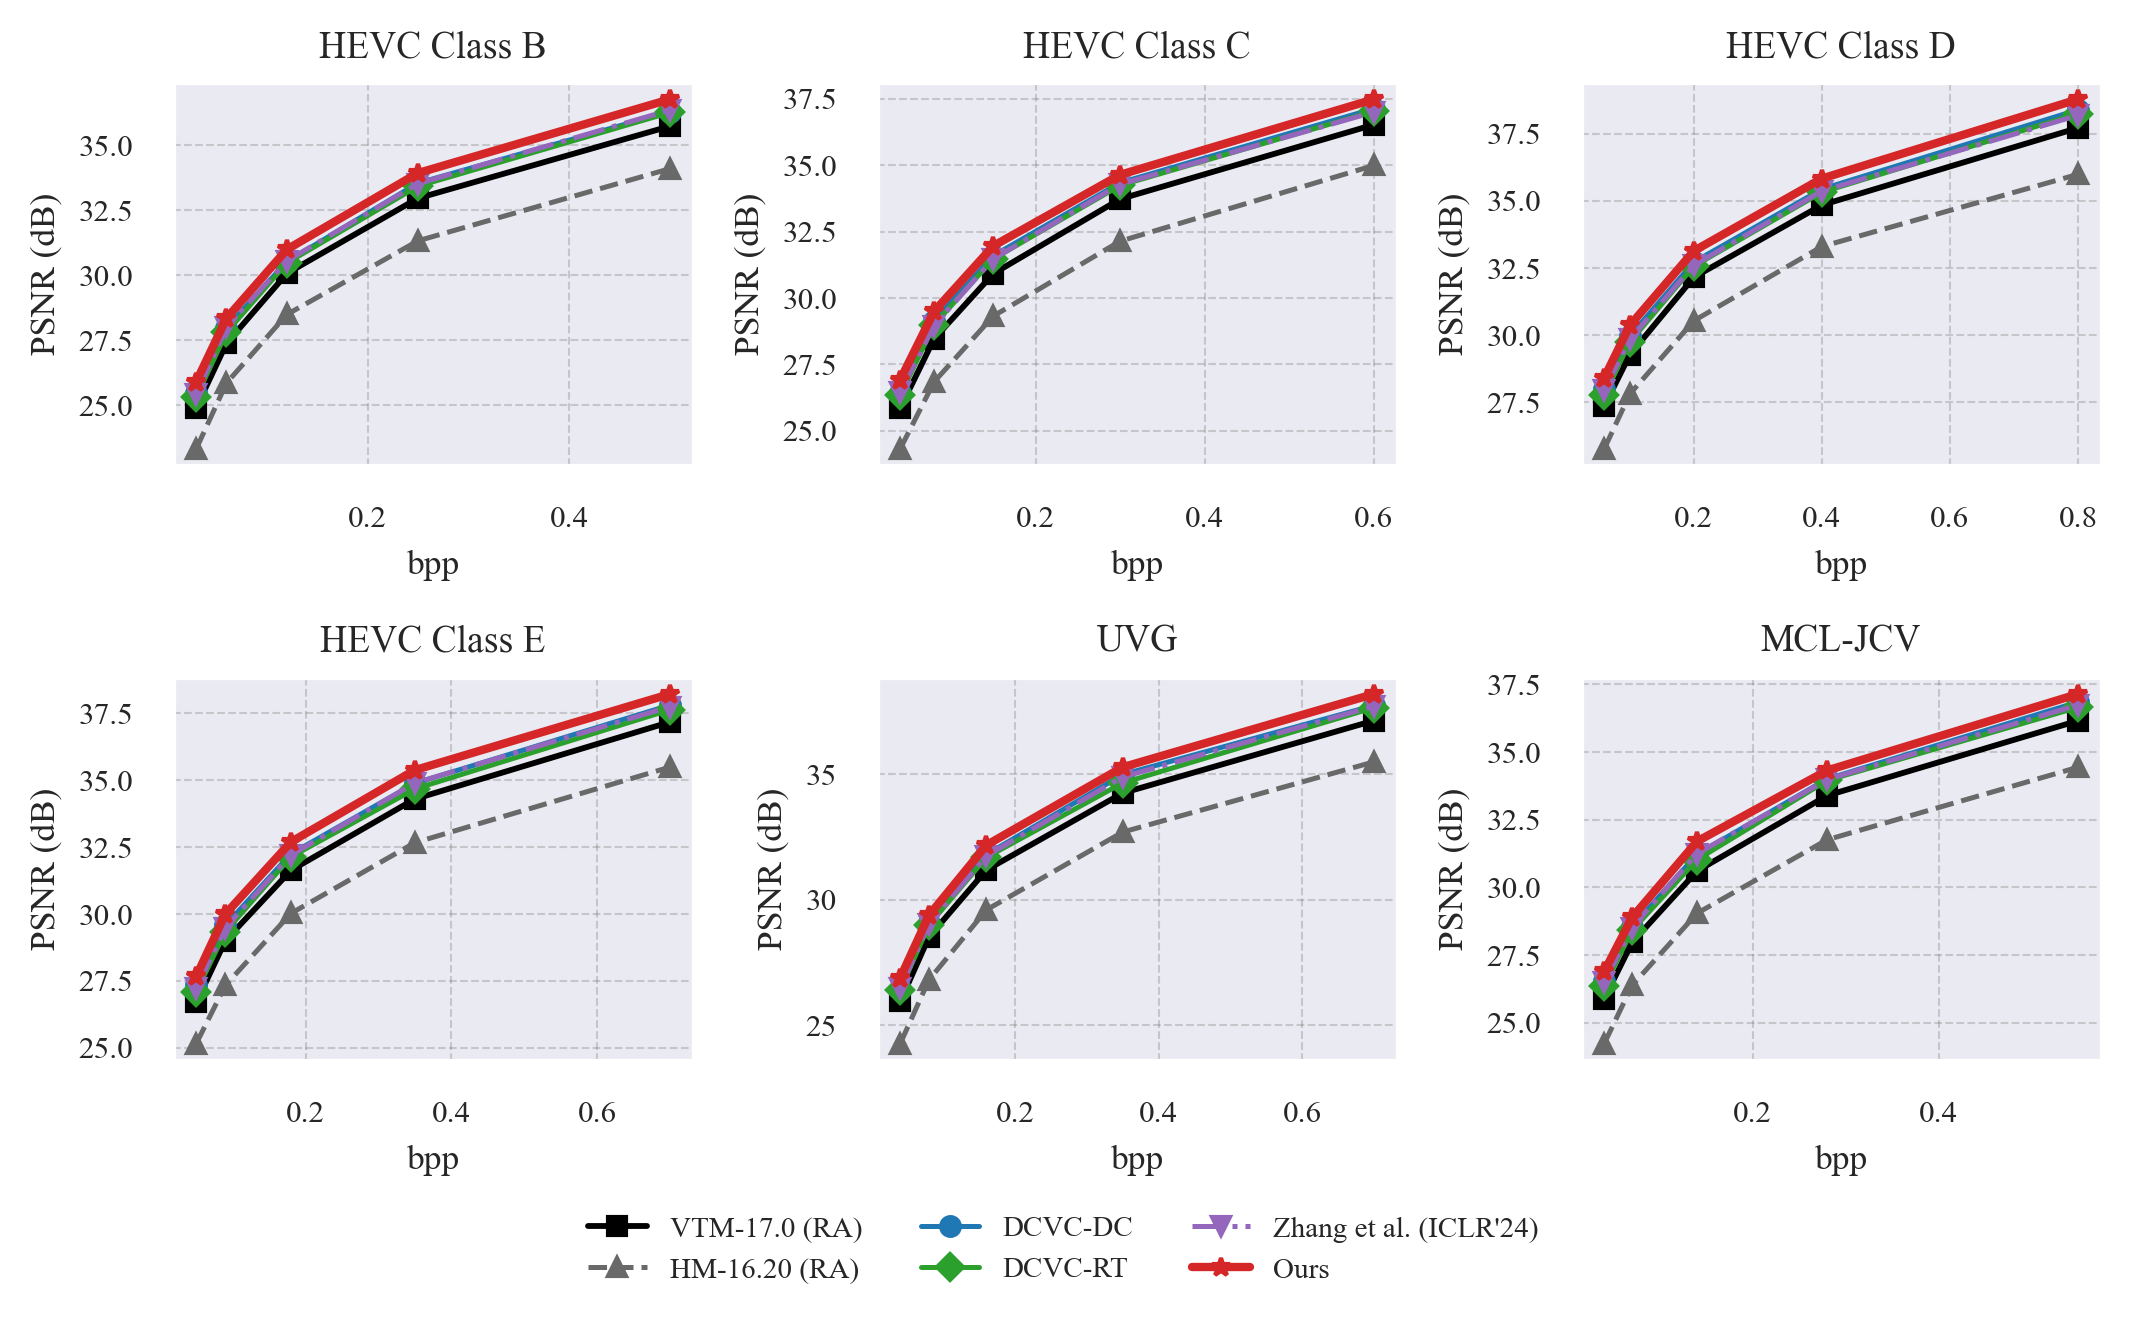 HEVC Class B
HEVC Class C
HEVC Class D
PSNR (dB)
35.0
32.5
30.0
27.5
25.0
0.2 0.4
bpp
PSNR (dB)
37.5
35.0
32.5
30.0
27.5
25.0
0.2 0.4 0.6
bpp
PSNR (dB)
37.5
35.0
32.5
30.0
27.5
0.2 0.4 0.6 0.8
bpp
HEVC Class E
UVG
MCL-JCV
PSNR (dB)
37.5
35.0
32.5
30.0
27.5
25.0
0.2 0.4 0.6
bpp
PSNR (dB)
35
30
25
0.2 0.4 0.6
bpp
PSNR (dB)
37.5
35.0
32.5
30.0
27.5
25.0
0.2 0.4
bpp
VTM-17.0 (RA)
HM-16.20 (RA)
DCVC-DC
DCVC-RT
Zhang et al. (ICLR'24)
Ours